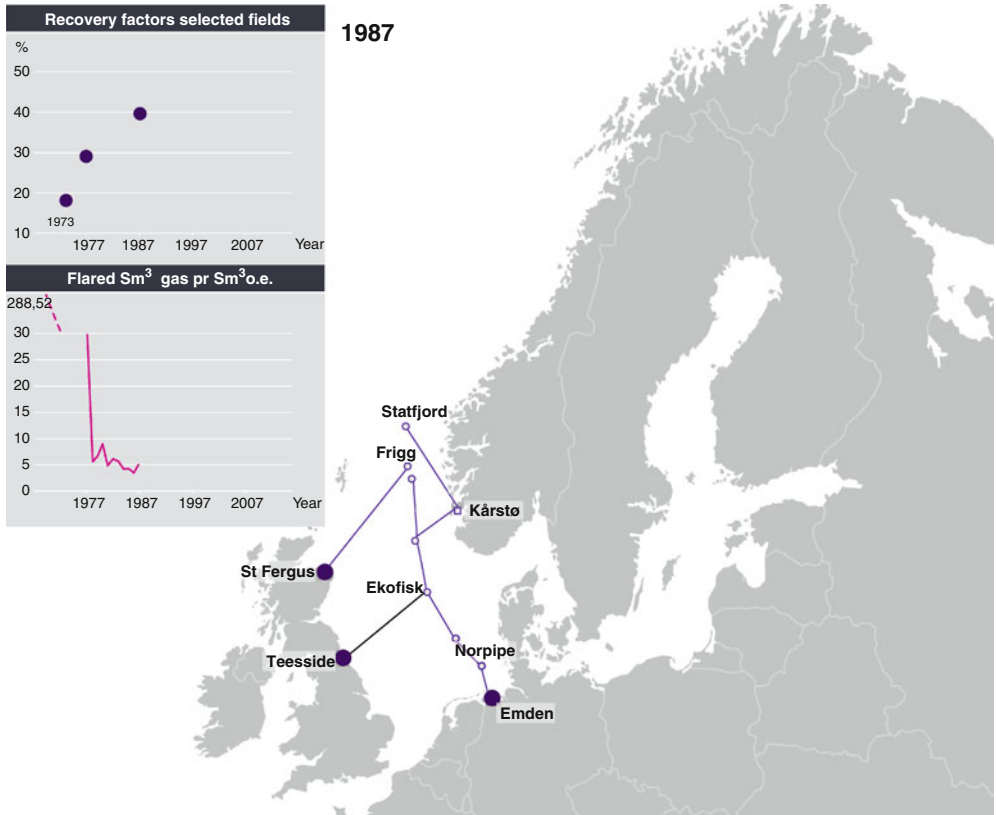 Recovery factors selected fields
1987
%
50
40
30
20
1973
10
1977 1987 1997 2007 Year
Flared Sm³ gas pr Sm³o.e.
288,52
30
25
20
15
10
5
0
1977 1987 1997 2007 Year
Statfjord
Frigg
Kårstø
St Fergus
Ekofisk
Norpipe
Teesside
Emden